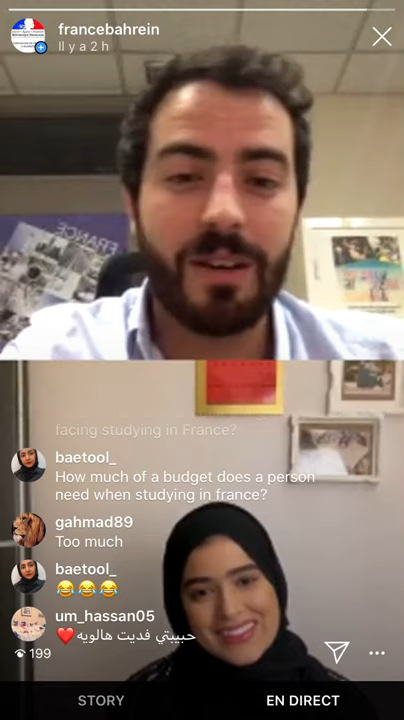 francebahrein
Il y a 2 h
FRANCE
facing studying in France?
baetool_
How much of a budget does a person
need when studying in france?
gahmad89
Too much
baetool_
😂😂😂
um_hassan05
حبيبتي فديت هالويه❤️
199
STORY
EN DIRECT